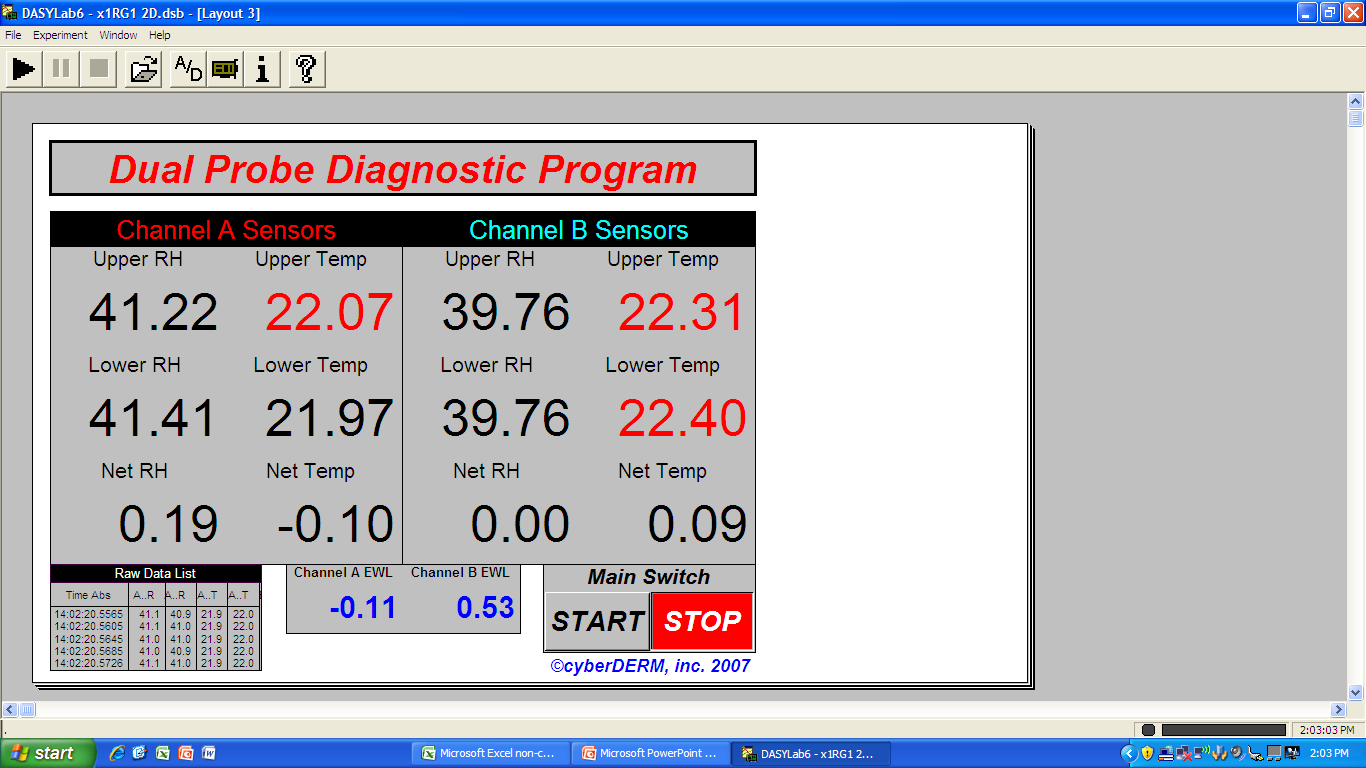 DASYLab6 - x1RG1 2D.dsb - [Layout 3]
File Experiment Window Help
A/D
Dual Probe Diagnostic Program
Channel A Sensors Channel B Sensors
Upper RH Upper Temp Upper RH Upper Temp
41.22 22.07 39.76 22.31
Lower RH Lower Temp Lower RH Lower Temp
41.41 21.97 39.76 22.40
Net RH Net Temp Net RH Net Temp
0.19 -0.10 0.00 0.09
Raw Data List
Time Abs A..R A..R A..T A..T
14:02:20.5565 41.1 40.9 21.9 22.0
14:02:20.5605 41.1 41.0 21.9 22.0
14:02:20.5645 41.0 41.0 21.9 22.0
14:02:20.5685 41.0 40.9 21.9 22.0
14:02:20.5726 41.1 41.0 21.9 22.0
Channel A EWL Channel B EWL
-0.11 0.53
Main Switch
START STOP
©cyberDERM, inc. 2007
2:03:03 PM
start Microsoft Excel non-c... Microsoft PowerPoint ... DASYLab6 - x1RG1 2... 2:03 PM